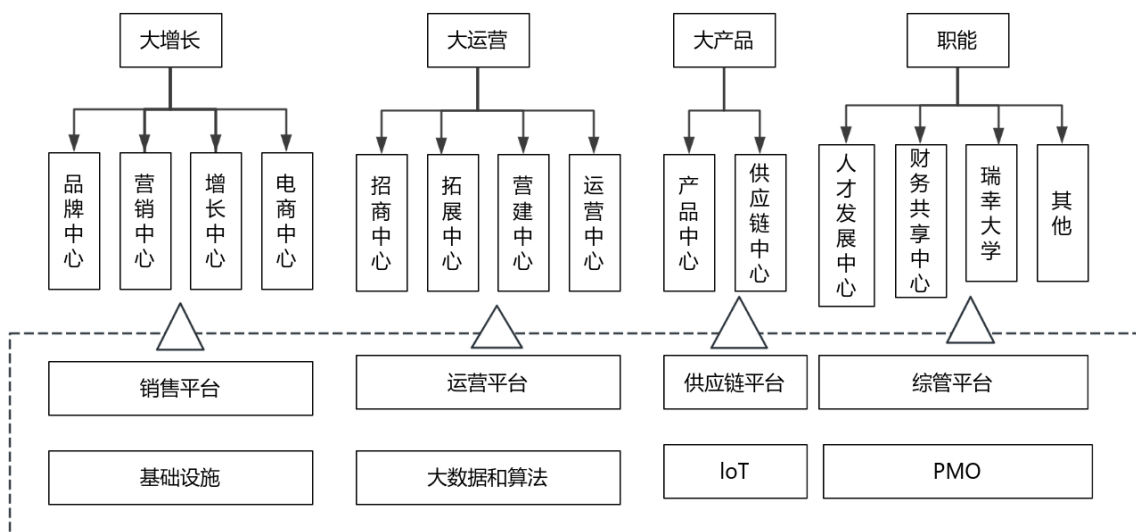 大增长
大运营
大产品
职能
品牌中心
营销中心
增长中心
电商中心
招商中心
拓展中心
营建中心
运营中心
产品中心
供应链中心
人才发展中心
财务共享中心
瑞幸大学
其他
销售平台
运营平台
供应链平台
综管平台
基础设施
大数据和算法
IoT
PMO